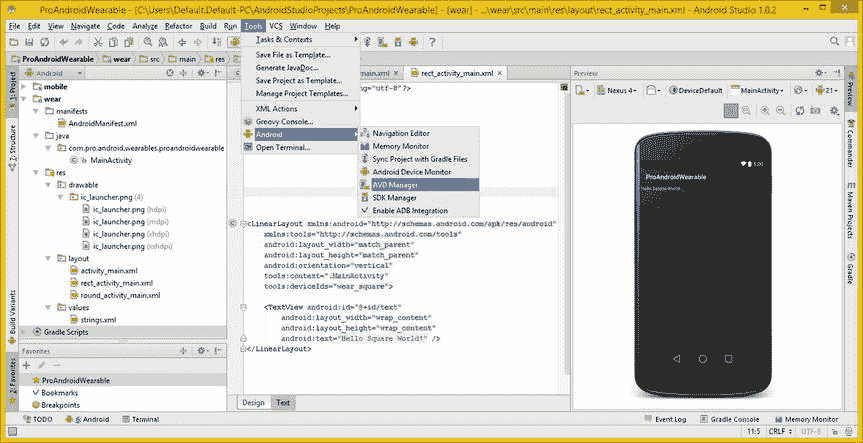 ProAndroidWearable - [C:\Users\Default.Default-PC\AndroidStudioProjects\ProAndroidWearable] - [wear] - ...\wear\src\main\res\layout\rect_activity_main.xml - Android Studio 1.0.2
File Edit View Navigate Code Analyze Refactor Build Run Tools VCS Window Help
ProAndroidWearable wear src main res
Tasks & Contexts
Save File as Template...
Generate JavaDoc...
Save Project as Template...
Manage Project Templates...
XML Actions
Groovy Console...
Android
Open Terminal...
Navigation Editor
Memory Monitor
Sync Project with Gradle Files
Android Device Monitor
AVD Manager
SDK Manager
Enable ADB Integration
1: Project
2: Structure
Build Variants
2: Favorites
Android
mobile
wear
manifests
AndroidManifest.xml
java
com.pro.android.wearables.proandroidwearable
MainActivity
res
drawable
ic_launcher.png (4)
ic_launcher.png (hdpi)
ic_launcher.png (mdpi)
ic_launcher.png (xhdpi)
ic_launcher.png (xxhdpi)
layout
activity_main.xml
rect_activity_main.xml
round_activity_main.xml
values
strings.xml
Gradle Scripts
Favorites
ProAndroidWearable
Bookmarks
Breakpoints
main.xml rect_activity_main.xml
ng="utf-8"?>
<LinearLayout xmlns:android="http://schemas.android.com/apk/res/android"
xmlns:tools="http://schemas.android.com/tools"
android:layout_width="match_parent"
android:layout_height="match_parent"
android:orientation="vertical"
tools:context=".MainActivity"
tools:deviceIds="wear_square">
<TextView android:id="@+id/text"
android:layout_width="wrap_content"
android:layout_height="wrap_content"
android:text="Hello Square World!" />
</LinearLayout>
Design Text
Preview
Nexus 4 DeviceDefault MainActivity 21
5:00
ProAndroidWearable
Hello Square World!
Preview
Commander
Maven Projects
Gradle
TODO 6: Android Terminal
Event Log Gradle Console Memory Monitor
11:5 CRLF UTF-8